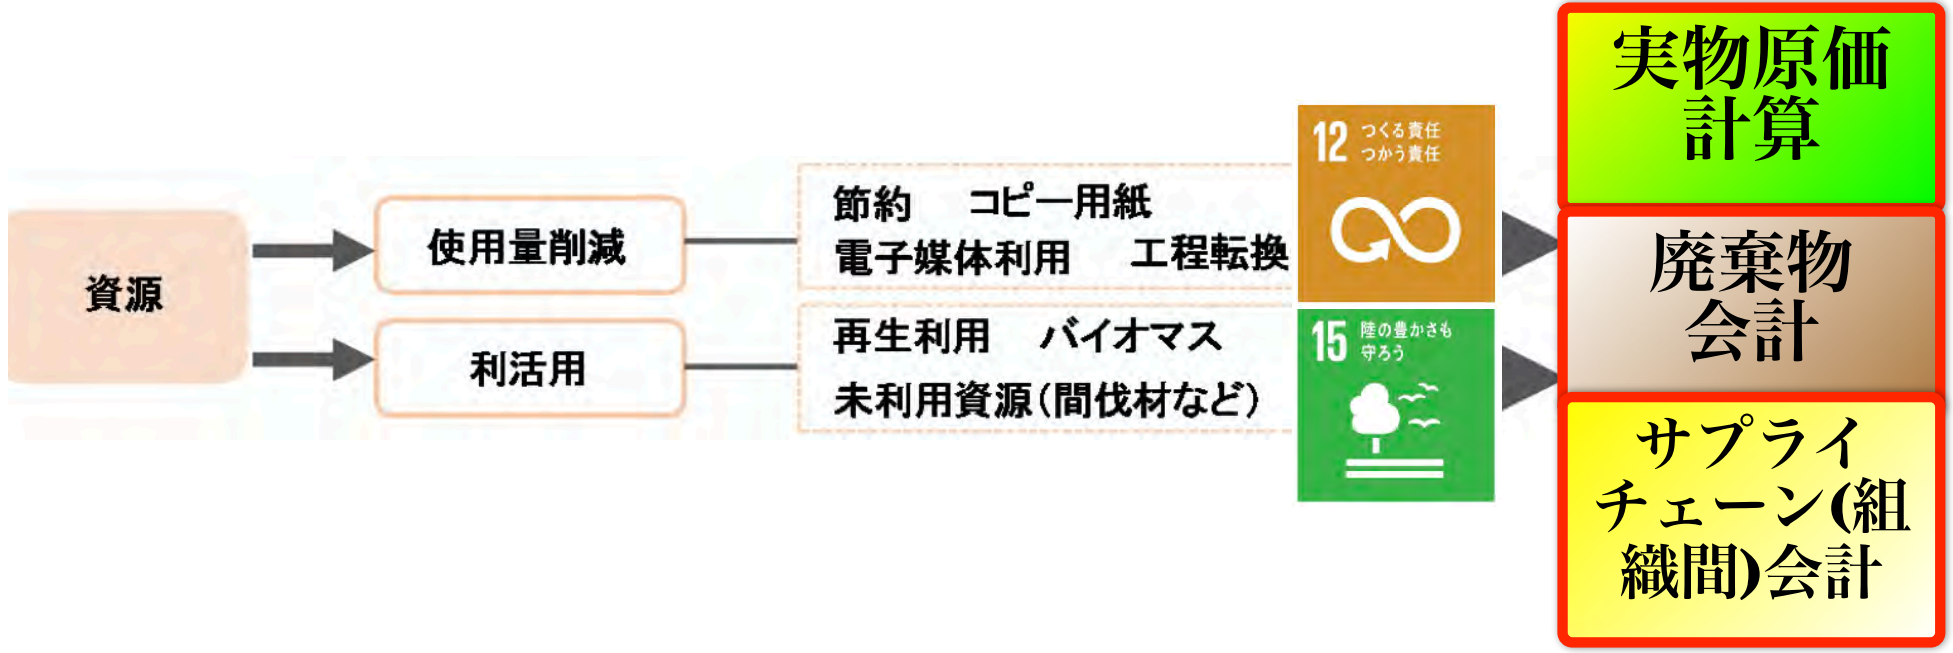 資源
使用量削減
利活用
節約 コピー用紙
電子媒体利用 工程転換
再生利用 バイオマス
未利用資源(間伐材など)
12 つくる責任
つかう責任
15 陸の豊かさも
守ろう
実物原価
計算
廃棄物
会計
サプライ
チェーン(組
織間)会計